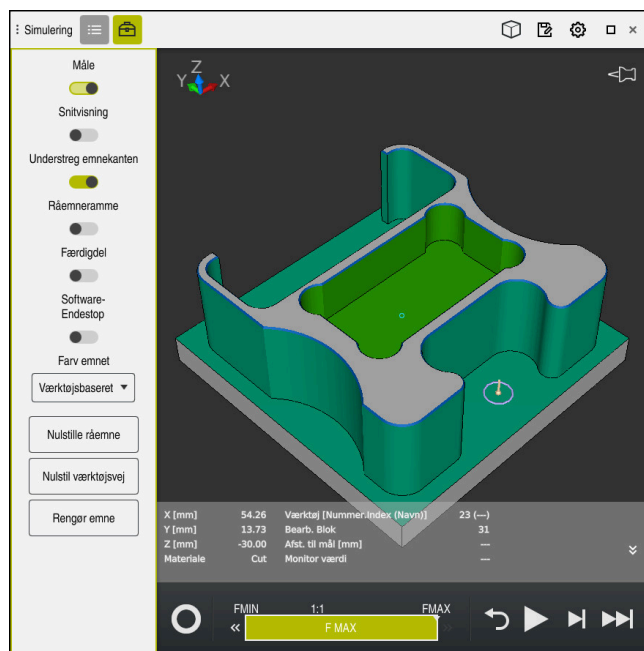 Simulering
Måle
Snitvisning
Understreg emnekanten
Råemneramme
Færdigdel
Software-
Endestop
Farv emnet
Værktøjsbaseret
Nulstille råemne
Nulstil værktøjsvej
Rengør emne
Z
Y X
X [mm] 54.26 Værktøj [Nummer.Index (Navn)] 23 (---)
Y [mm] 13.73 Bearb. Blok 31
Z [mm] -30.00 Afst. til mål [mm] ---
Materiale Cut Monitor værdi ---
FMIN 1:1 FMAX
F MAX